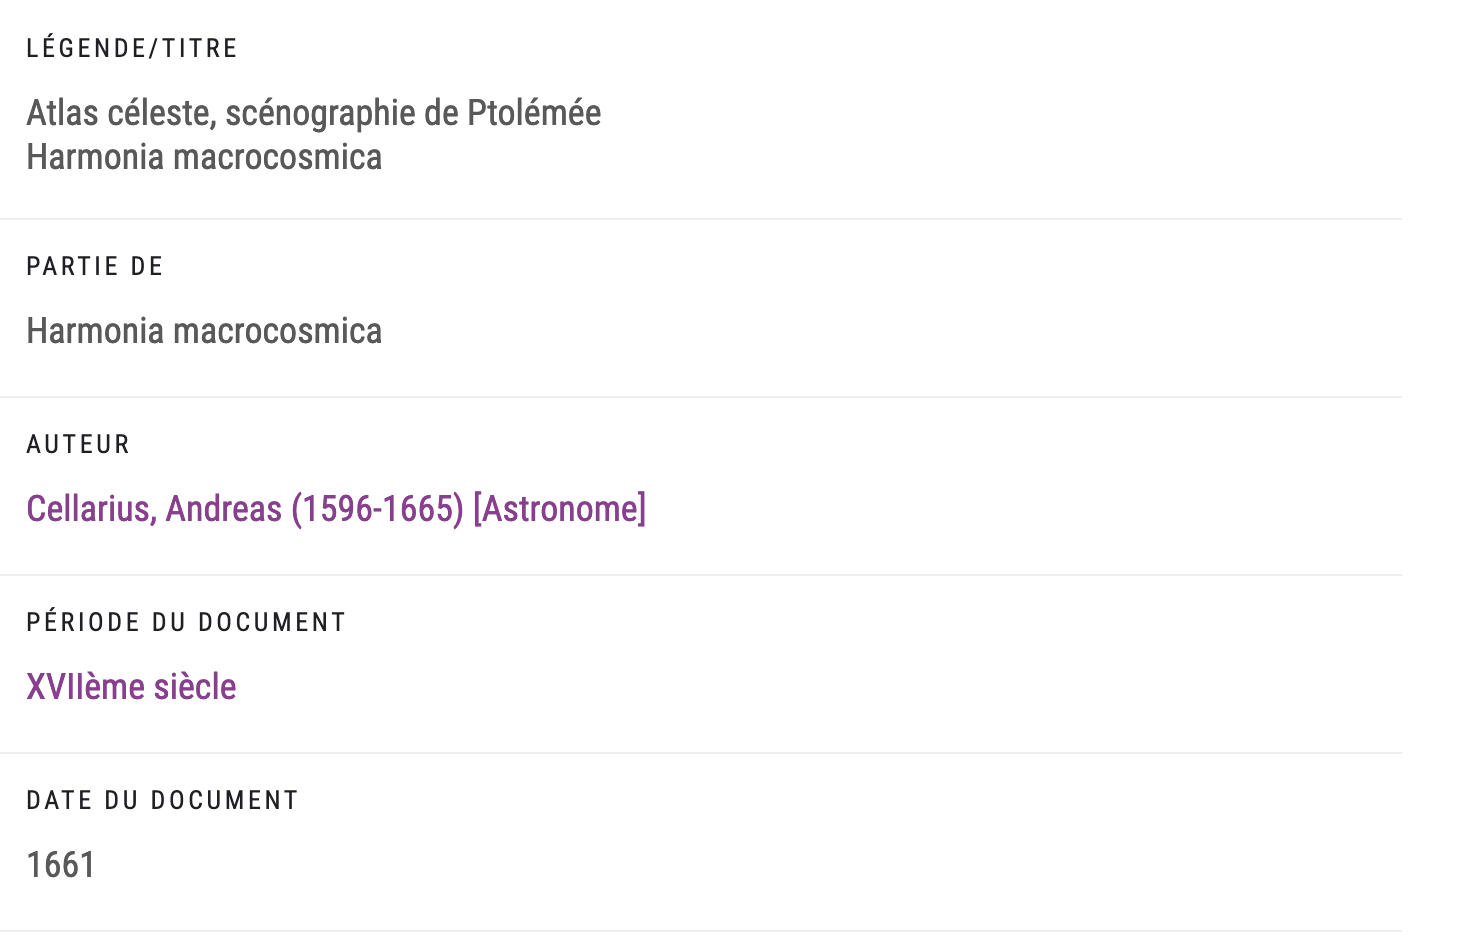 LÉGENDE/TITRE
Atlas céleste, scénographie de Ptolémée
Harmonia macrocosmica
PARTIE DE
Harmonia macrocosmica
AUTEUR
Cellarius, Andreas (1596-1665) [Astronome]
PÉRIODE DU DOCUMENT
XVIIème siècle
DATE DU DOCUMENT
1661